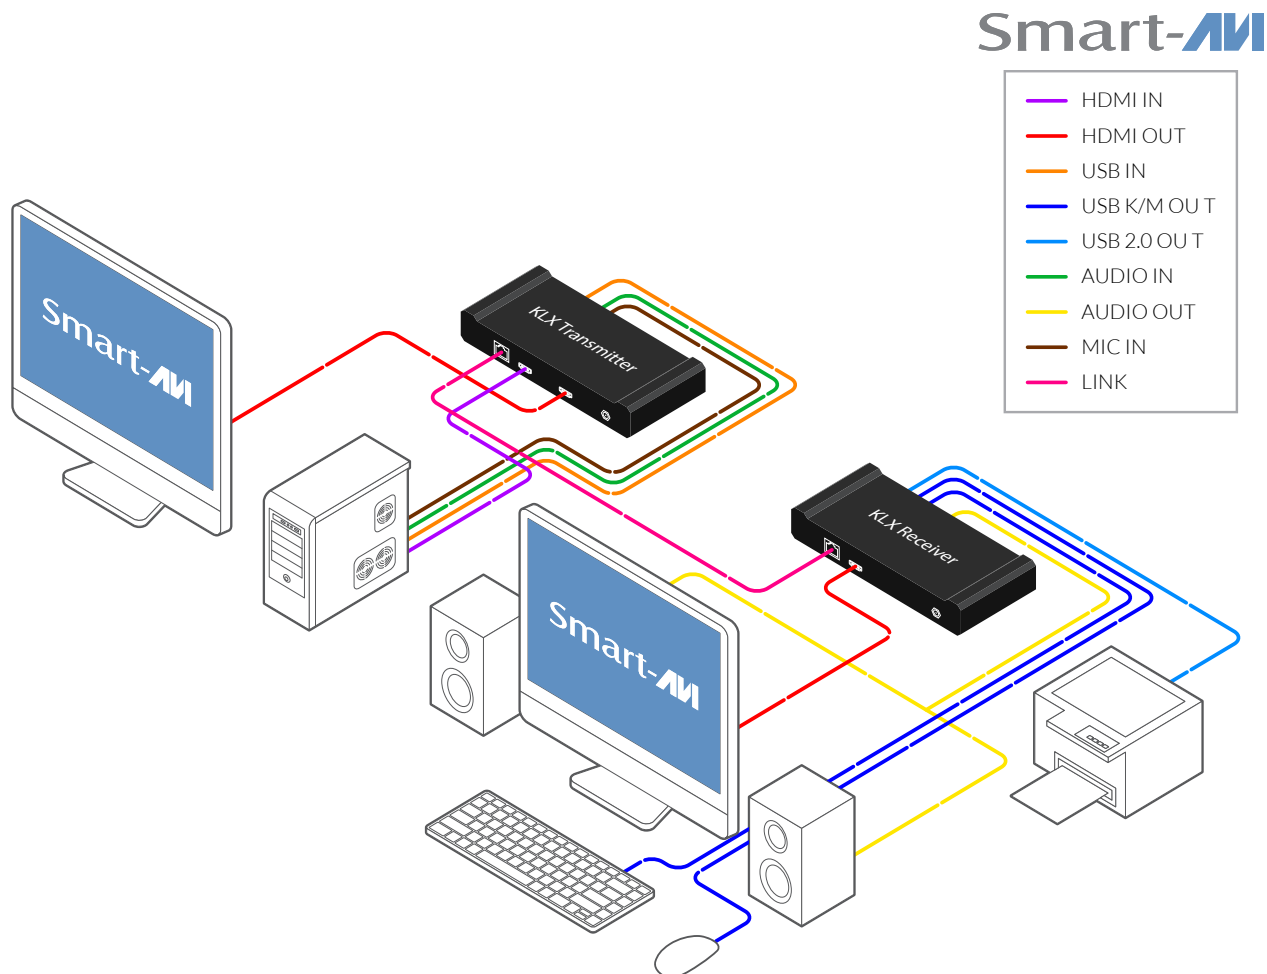 Smart-AVI
HDMI IN
HDMI OUT
USB IN
USB K/M OU T
USB 2.0 OU T
AUDIO IN
AUDIO OUT
MIC IN
LINK
Smart-AVI
KLX Transmitter
KLX Receiver
Smart-AVI